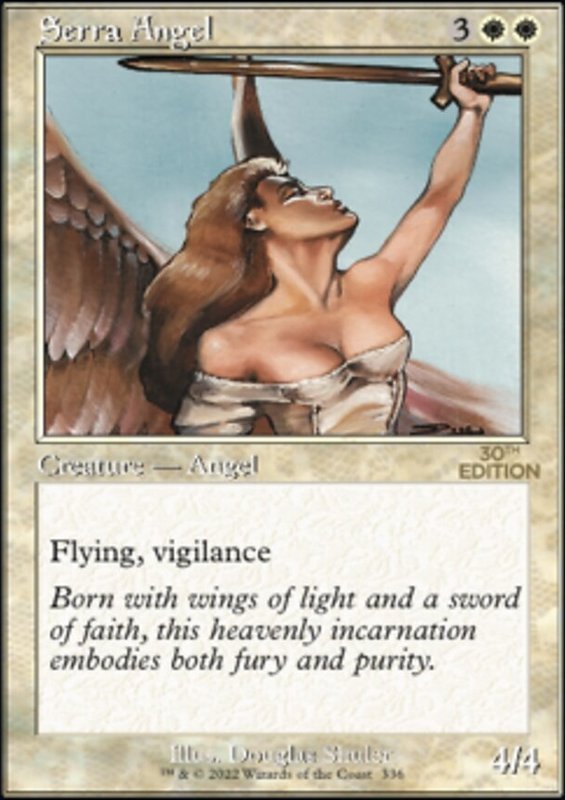 Serra Angel 3
Creature — Angel
30TH
EDITION
Flying, vigilance
Born with wings of light and a sword
of faith, this heavenly incarnation
embodies both fury and purity.
Illus. Douglas Shuler
™ & © 2022 Wizards of the Coast 336
4/4